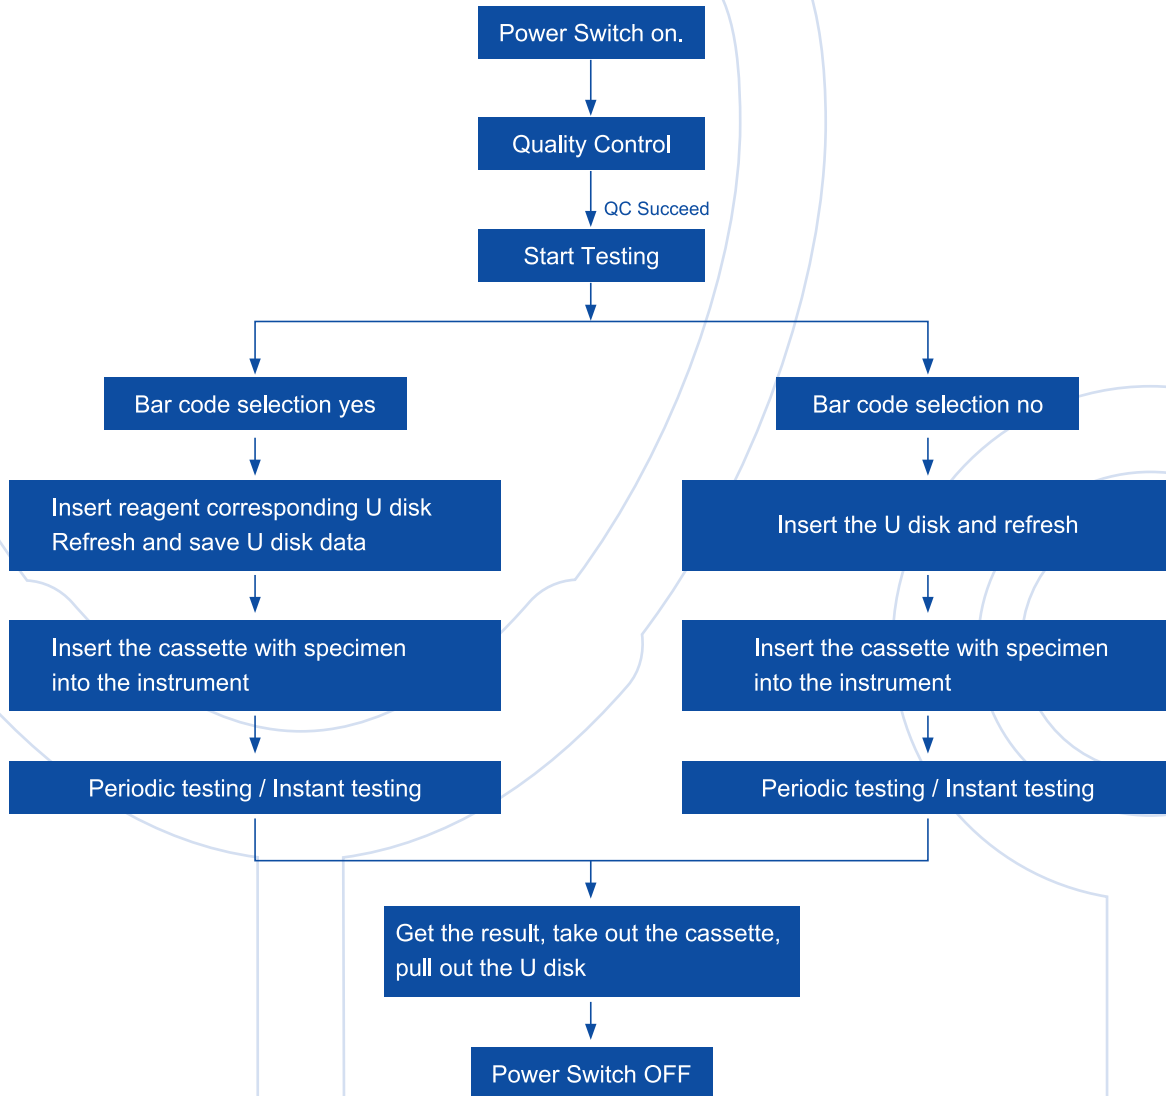 Power Switch on.
Quality Control
QC Succeed
Start Testing
Bar code selection yes
Bar code selection no
Insert reagent corresponding U disk
Refresh and save U disk data
Insert the U disk and refresh
Insert the cassette with specimen
into the instrument
Insert the cassette with specimen
into the instrument
Periodic testing / Instant testing
Periodic testing / Instant testing
Get the result, take out the cassette,
pull out the U disk
Power Switch OFF